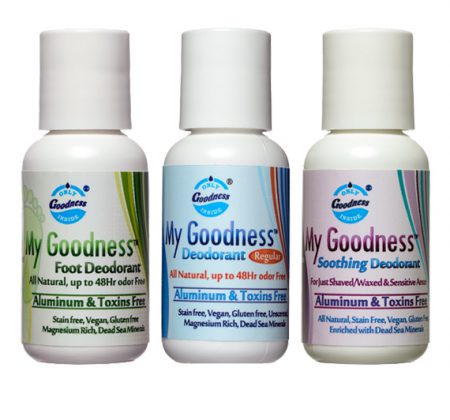 ONLY
Goodness
INSIDE
®
My Goodness™
Foot Deodorant
All Natural, up to 48Hr odor Free
Aluminum & Toxins Free
Stain free, Vegan, Gluten free
Magnesium Rich, Dead Sea Minerals
ONLY
Goodness
INSIDE
®
My Goodness™
Deodorant Regular
All Natural, up to 48Hr odor Free
Aluminum & Toxins Free
Stain free, Vegan, Gluten free, Unscented
Magnesium Rich, Dead Sea Minerals
ONLY
Goodness
INSIDE
®
My Goodness™
Soothing Deodorant
For Just Shaved/Waxed & Sensitive Areas
Aluminum & Toxins Free
All Natural, Stain Free, Vegan, Gluten Free
Enriched with Dead Sea Minerals